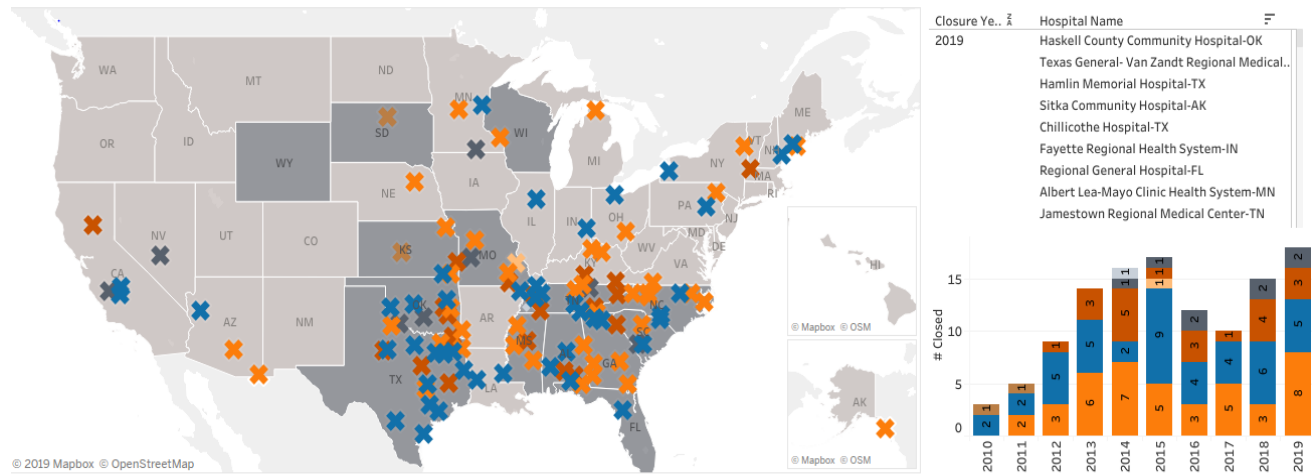 Closure Ye.. Z A Hospital Name
2019
Haskell County Community Hospital-OK
Texas General- Van Zandt Regional Medical..
Hamlin Memorial Hospital-TX
Sitka Community Hospital-AK
Chillicothe Hospital-TX
Fayette Regional Health System-IN
Regional General Hospital-FL
Albert Lea-Mayo Clinic Health System-MN
Jamestown Regional Medical Center-TN
WA
MT
ND
MN
ME
OR
ID
SD
WI
VT
WY
MI
NY
MA
RI
NE
IA
PA
NJ
NV
UT
CO
IL
IN
OH
MD
DE
WV
KS
MO
KY
VA
CA
NC
AZ
NM
AR
SC
TX
LA
MS
GA
FL
HI
© Mapbox © OSM
AK
© Mapbox © OSM
© 2019 Mapbox © OpenStreetMap
# Closed
15
10
5
0
1
2
1
2
2
1
5
3
3
5
6
1
1
5
2
7
1
1
1
9
5
2
3
4
3
1
4
5
2
4
6
3
2
3
5
8
2010
2011
2012
2013
2014
2015
2016
2017
2018
2019